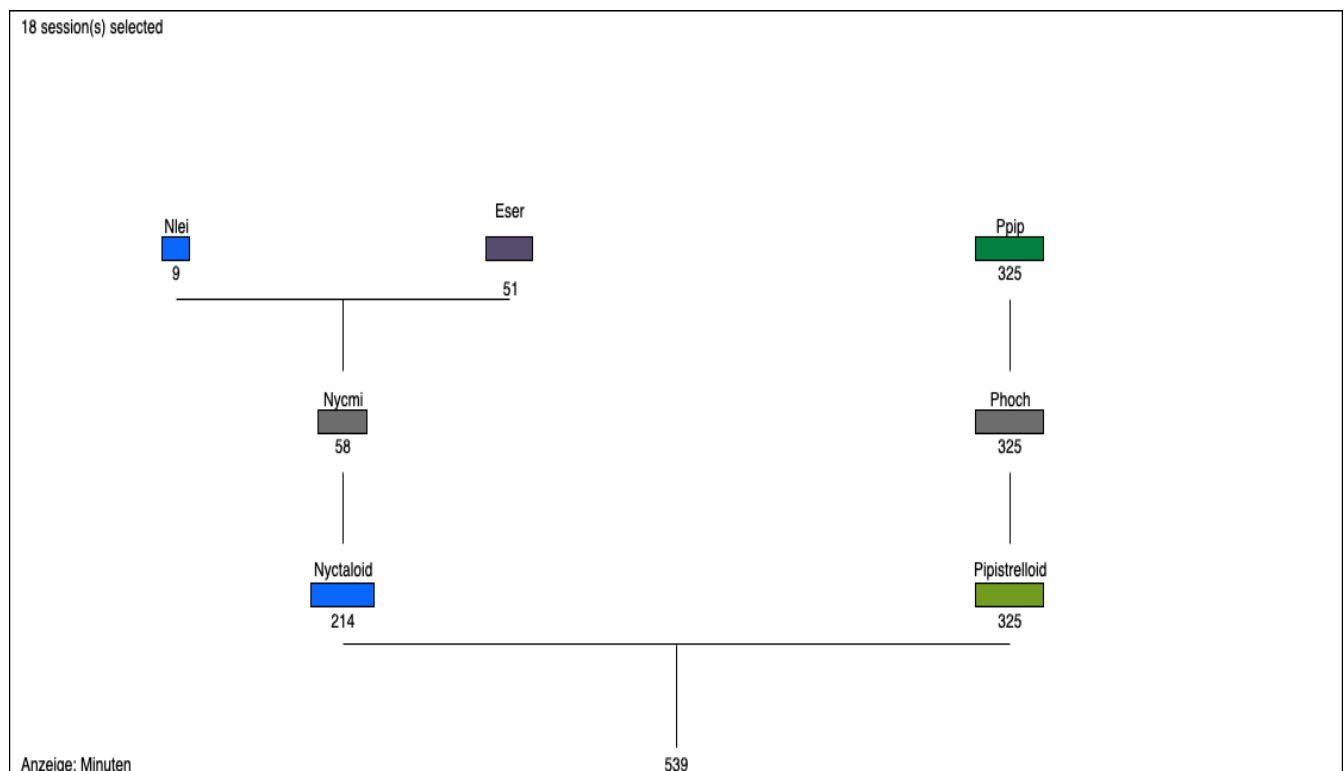 18 session(s) selected
Eser
Nlei
Ppip
9
325
51
Nycmi
Phoch
58
325
Nyctaloid
Pipistrelloid
214
325
Anzeige: Minuten
539